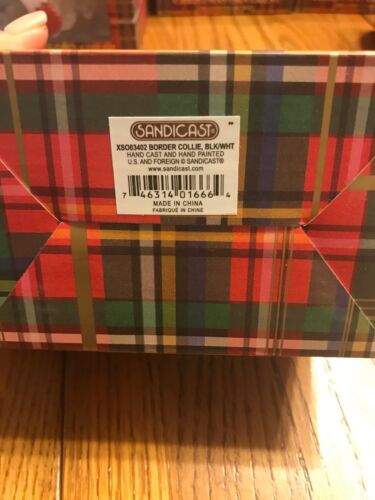 SANDICAST®
XSO03402 BORDER COLLIE, BLK/WHT
HAND CAST AND HAND PAINTED
U.S. AND FOREIGN © SANDICAST®
www.sandicast.com
7 46314 01666 4
MADE IN CHINA
FABRIQUÉ IN CHINE